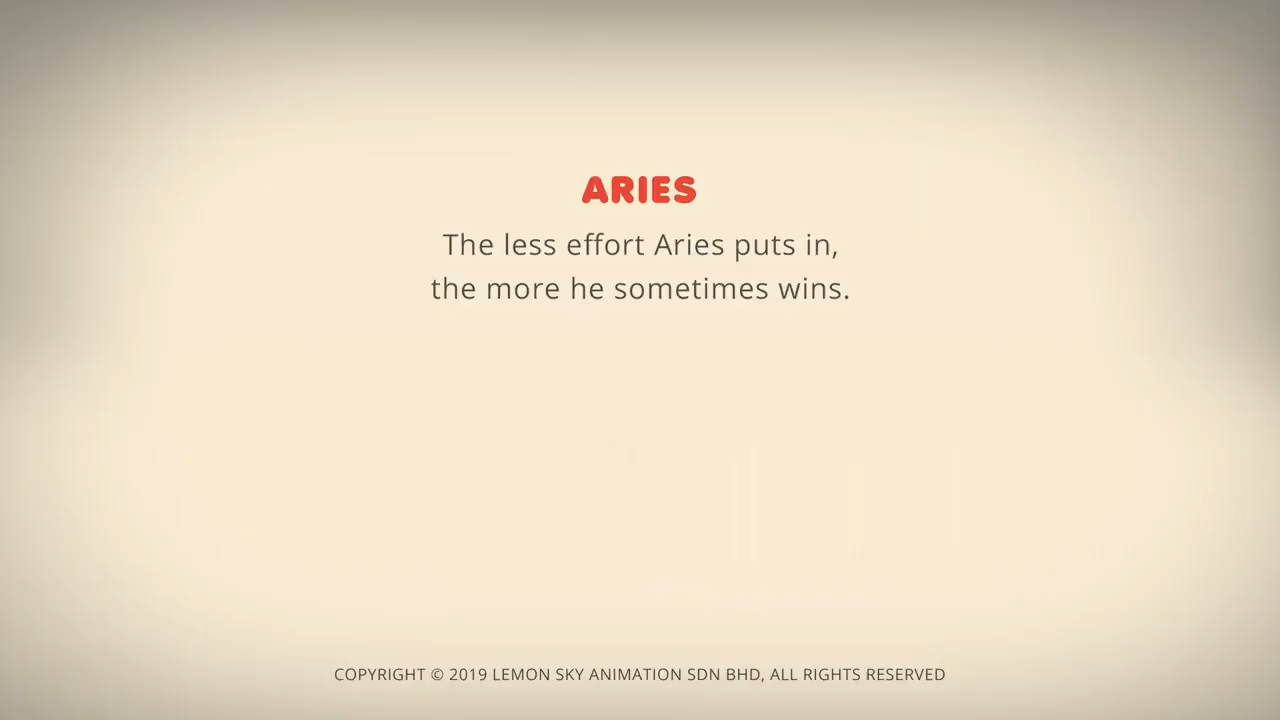 ARIES
The less effort Aries puts in,
the more he sometimes wins.
COPYRIGHT © 2019 LEMON SKY ANIMATION SDN BHD, ALL RIGHTS RESERVED